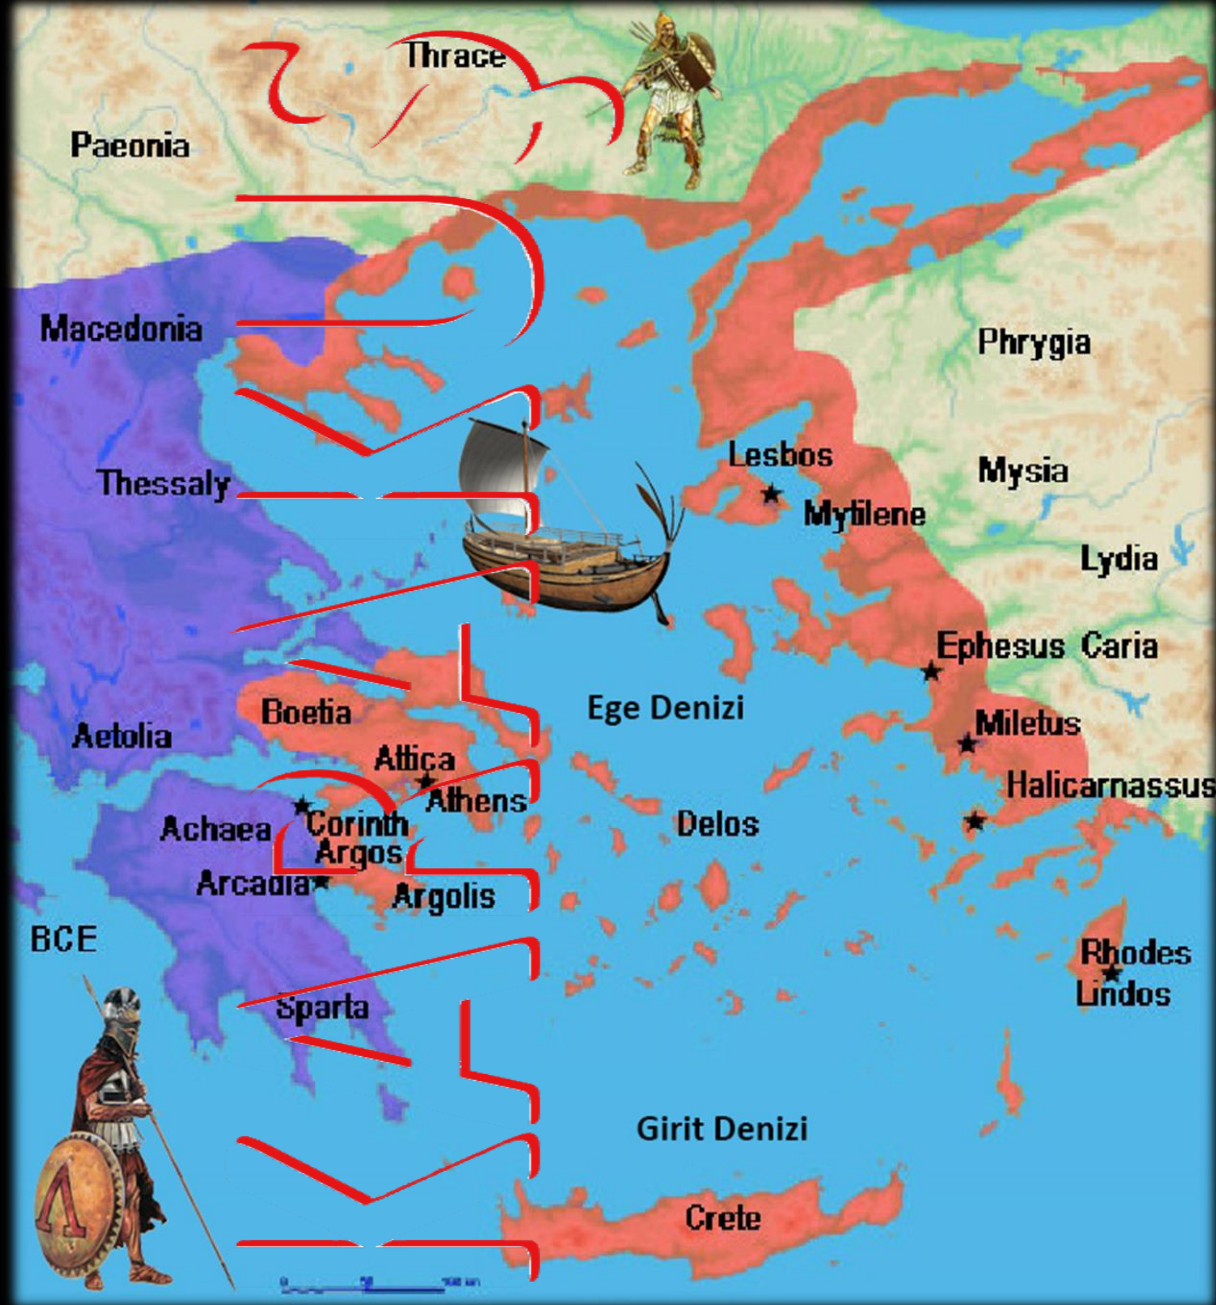 Thrace
Paeonia
Macedonia
Phrygia
Lesbos
Mysia
Thessaly
Mytilene
Lydia
Ephesus Caria
Boetia
Ege Denizi
Aetolia
Miletus
Attica
Halicarnassus
Athens
Achaea
Corinth
Delos
Argos
Arcadia
Argolis
BCE
Rhodes
Lindos
Sparta
Girit Denizi
Λ
Crete